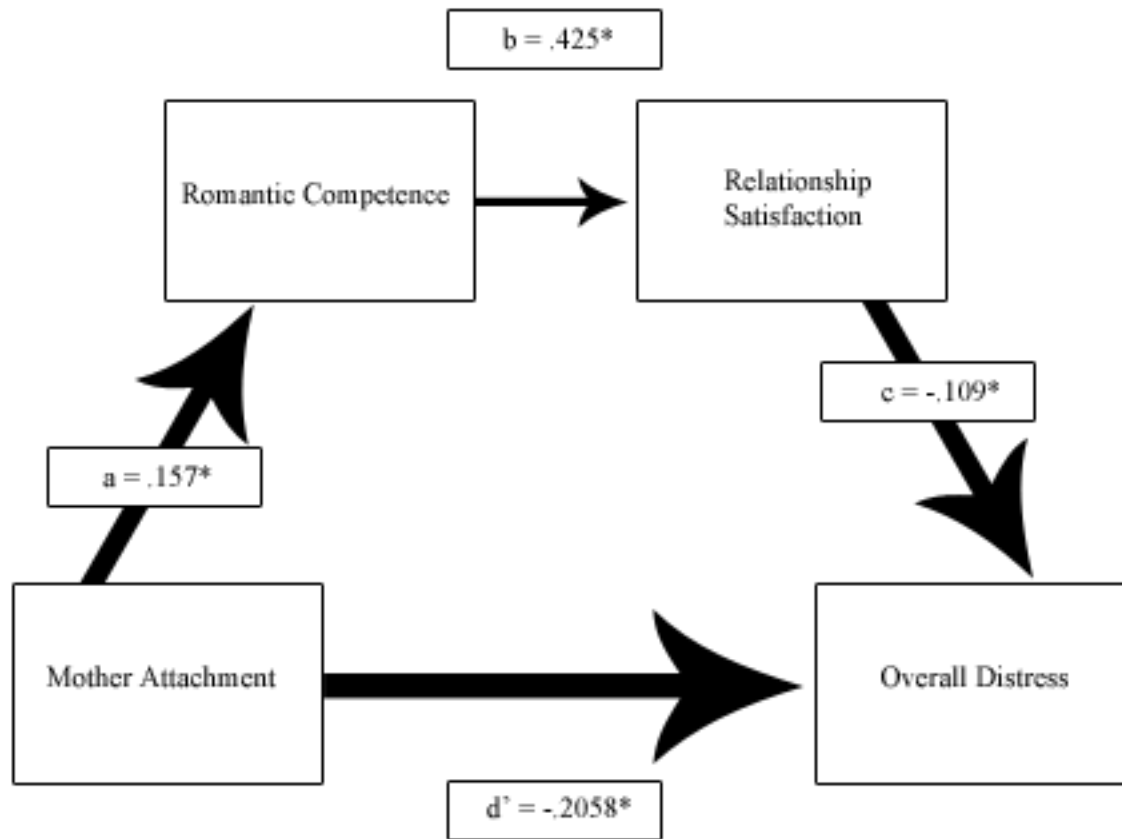 b = .425*
Romantic Competence
Relationship
Satisfaction
c = -.109*
a = .157*
Mother Attachment
Overall Distress
d’ = -.2058*